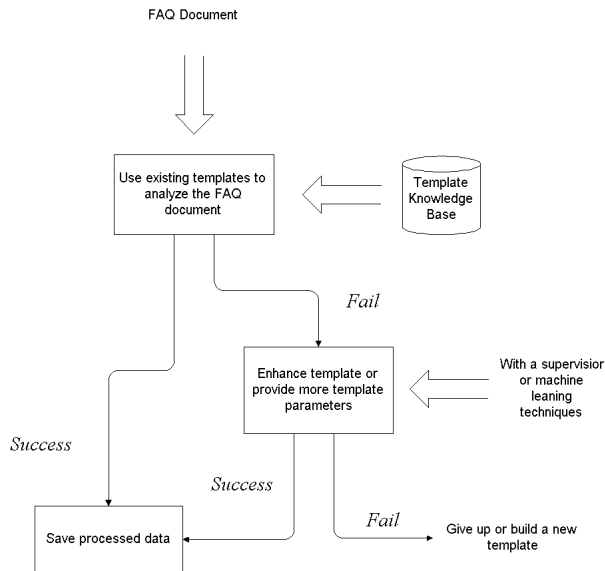 FAQ Document
Use existing templates to
analyze the FAQ
document
Template
Knowledge
Base
Fail
Enhance template or
provide more template
parameters
With a supervisor
or machine
leaning
techniques
Success
Success
Fail
Save processed data
Give up or build a new
template